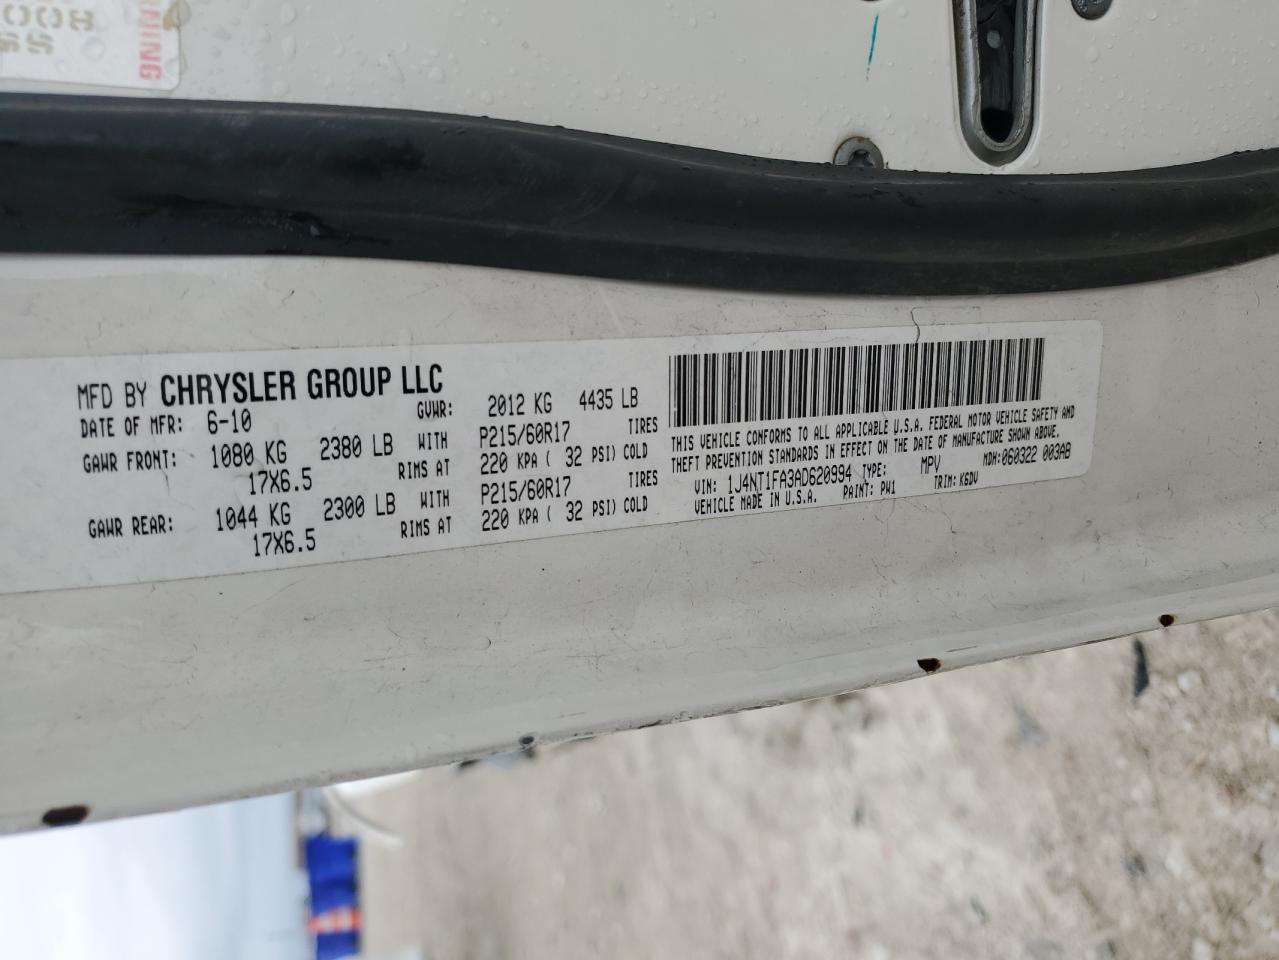 RNING
MFD BY CHRYSLER GROUP LLC
DATE OF MFR: 6-10 GVWR: 2012 KG 4435 LB
GAWR FRONT: 1080 KG 2380 LB WITH P215/60R17 TIRES
17X6.5 RIMS AT 220 KPA ( 32 PSI) COLD
GAWR REAR: 1044 KG 2300 LB WITH P215/60R17 TIRES
17X6.5 RIMS AT 220 KPA ( 32 PSI) COLD
THIS VEHICLE CONFORMS TO ALL APPLICABLE U.S.A. FEDERAL MOTOR VEHICLE SAFETY AND
THEFT PREVENTION STANDARDS IN EFFECT ON THE DATE OF MANUFACTURE SHOWN ABOVE.
VIN: 1J4NT1FA3AD620994 TYPE: MPV MDH:060322 003AB
VEHICLE MADE IN U.S.A. PAINT: PW1 TRIM: K6DV